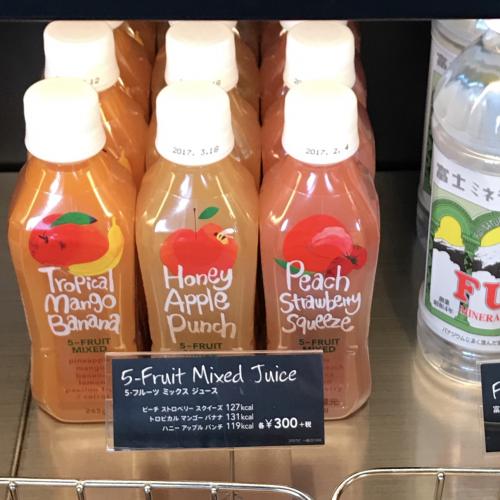 2017. 3.18
2017. 2. 4
Tropical
Mango
Banana
5-FRUIT
MIXED
Honey
Apple
Punch
5-FRUIT
Peach
Strawberry
Squeeze
5-FRUIT
富士ミネ
FU
MINERA
5-Fruit Mixed Juice
5-フルーツ ミックス ジュース
ピーチ ストロベリー スクイーズ 127kcal
トロピカル マンゴー バナナ 131kcal
ハニー アップル パンチ 119kcal 各¥300+税